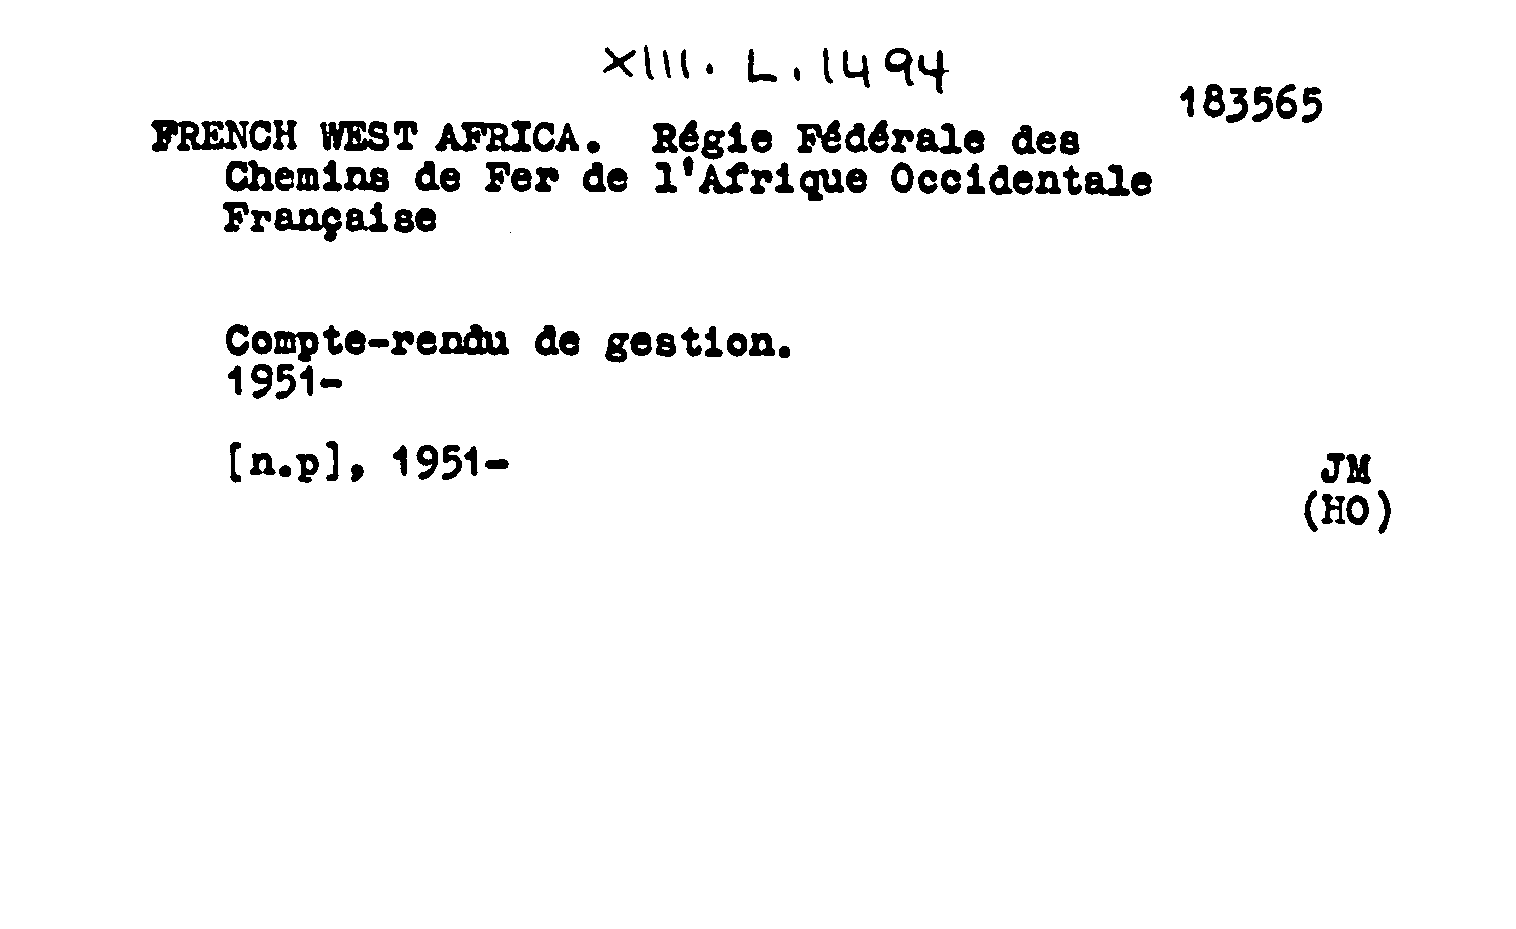 XIII. L. 1494
183565
FRENCH WEST AFRICA. Régie Fédérale des
Chemins de Fer de l'Afrique Occidentale
Française
Compte-rendu de gestion.
1951-
[n.p], 1951-
JM
(HO)